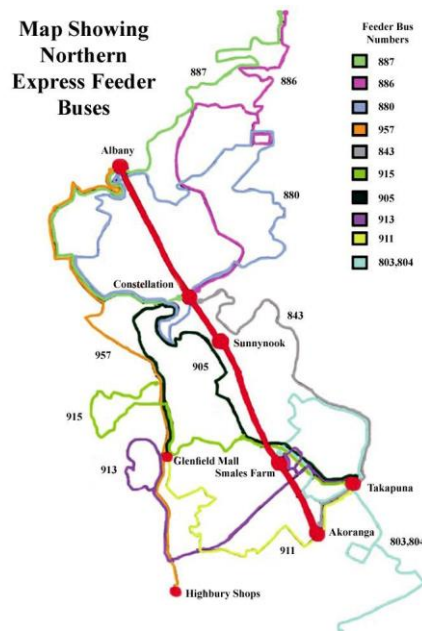 Map Showing
Northern
Express Feeder
Buses
Feeder Bus
Numbers
887
886
880
957
843
915
905
913
911
803,804
887
886
Albany
880
Constellation
843
Sunnynook
957
905
915
913
Glenfield Mall
Smales Farm
Takapuna
Akoranga
911
803,804
Highbury Shops